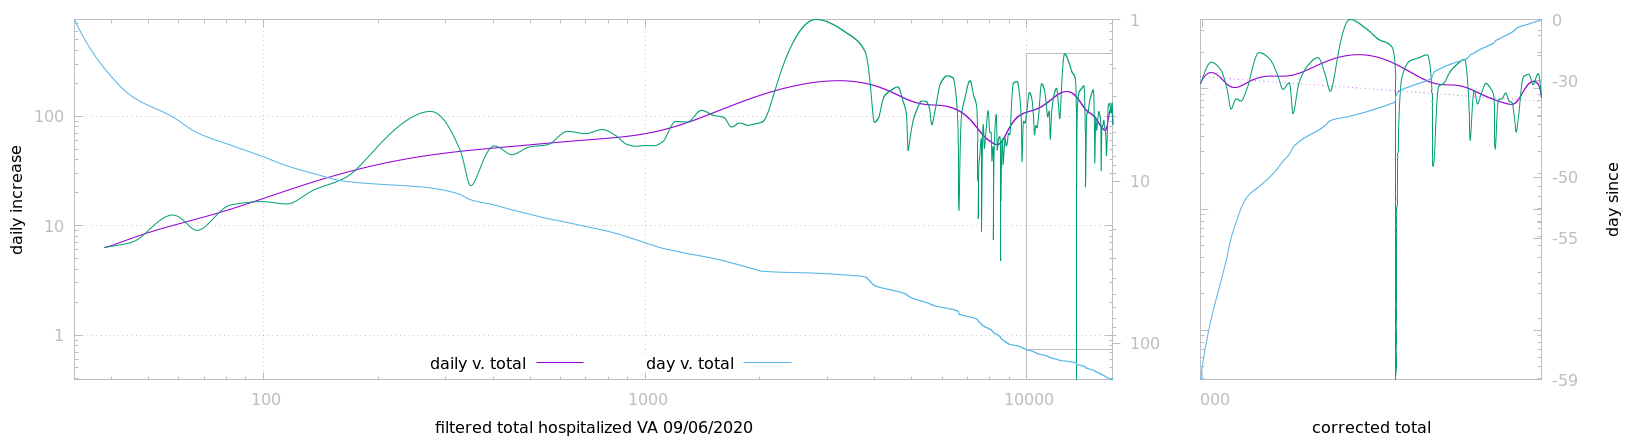 daily increase
100
10
1
daily v. total
day v. total
1
10
100
100
1000
10000
filtered total hospitalized VA 09/06/2020
0
-30
-50
-55
-59
day since
000
corrected total